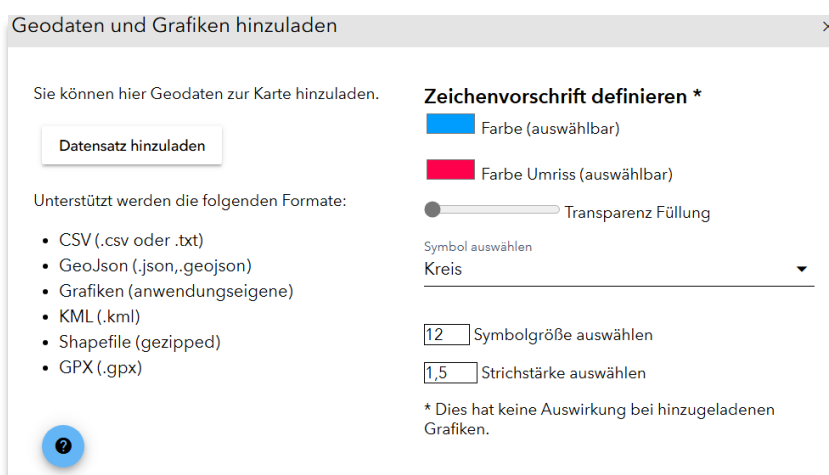 Geodaten und Grafiken hinzuladen
Sie können hier Geodaten zur Karte hinzuladen.
Datensatz hinzuladen
Unterstützt werden die folgenden Formate:
• CSV (.csv oder .txt)
• GeoJson (.json,.geojson)
• Grafiken (anwendungseigene)
• KML (.kml)
• Shapefile (gezipped)
• GPX (.gpx)
?
Zeichenvorschrift definieren *
Farbe (auswählbar)
Farbe Umriss (auswählbar)
Transparenz Füllung
Symbol auswählen
Kreis
12 Symbolgröße auswählen
1,5 Strichstärke auswählen
* Dies hat keine Auswirkung bei hinzugeladenen
Grafiken.